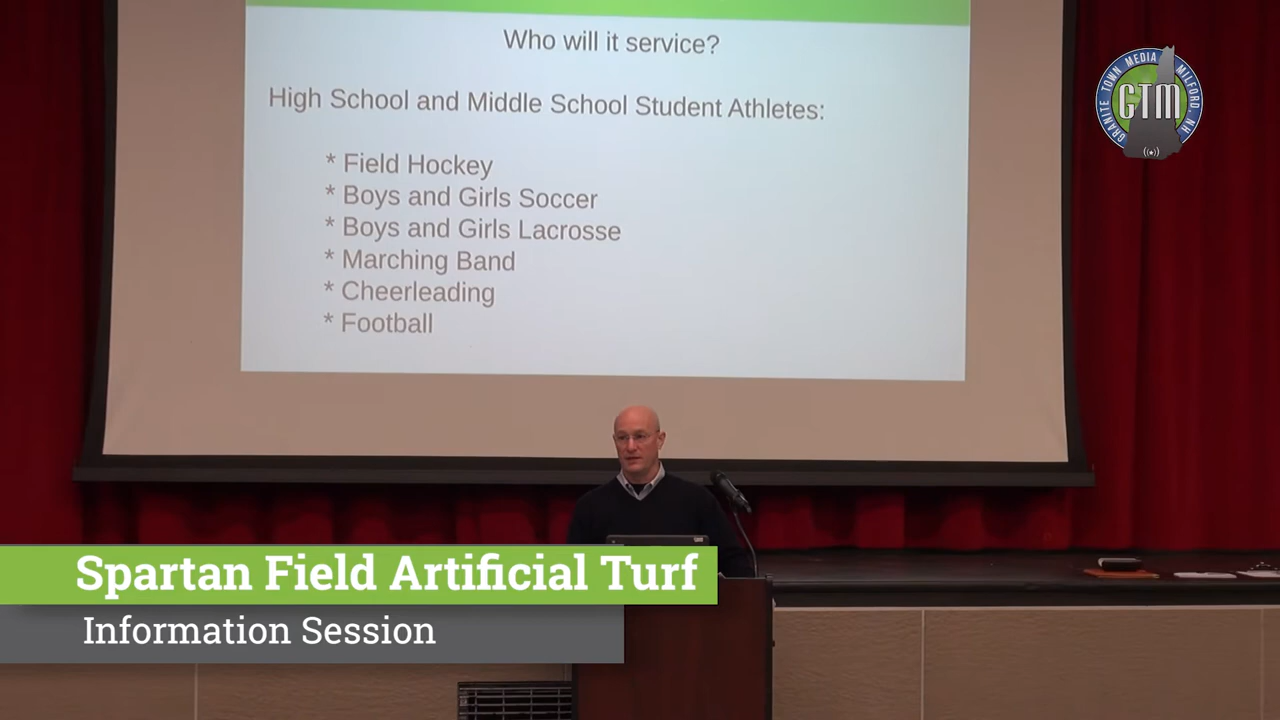 Who will it service?
High School and Middle School Student Athletes:
* Field Hockey
* Boys and Girls Soccer
* Boys and Girls Lacrosse
* Marching Band
* Cheerleading
* Football
GRANITE TOWN MEDIA MILFORD, NH
GTM
Spartan Field Artificial Turf
Information Session